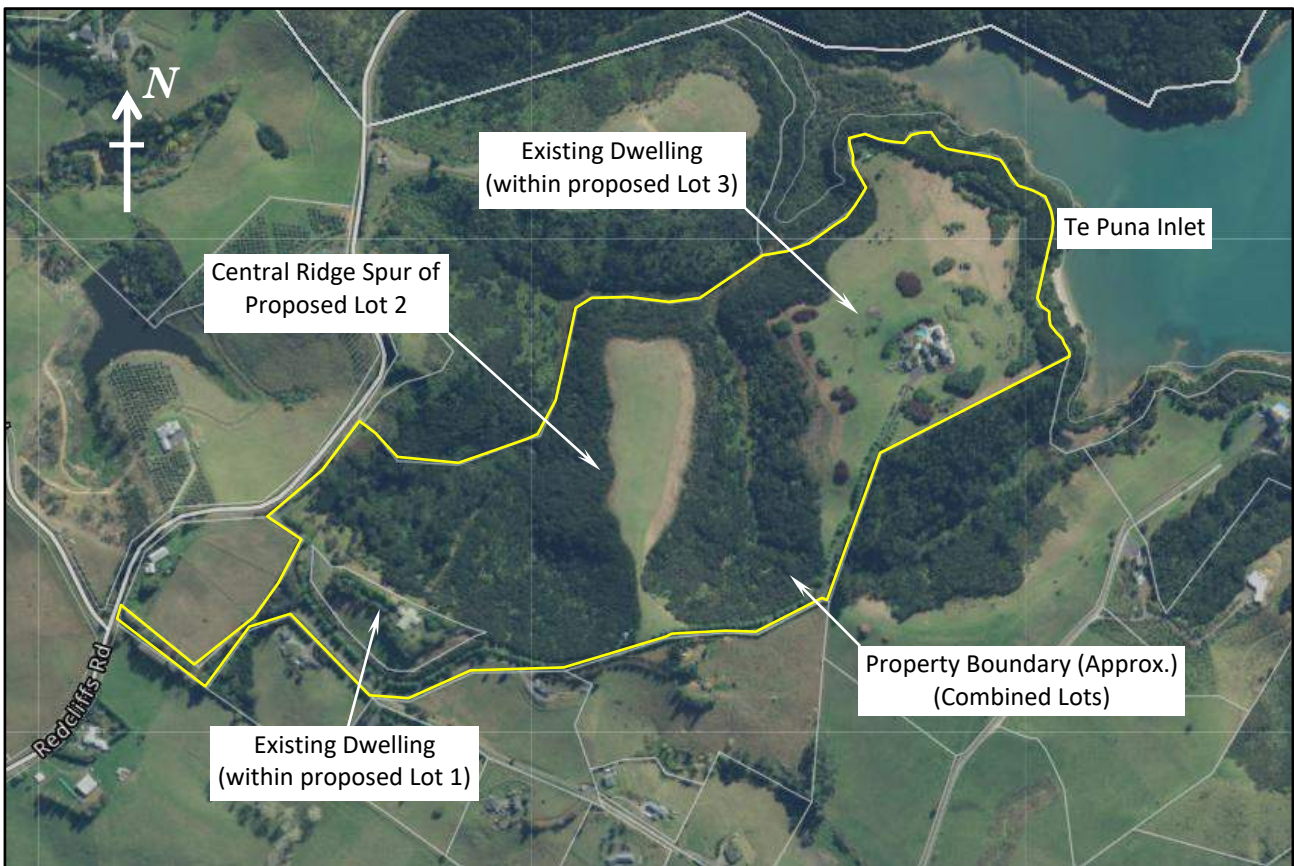 N
Existing Dwelling
(within proposed Lot 3)
Te Puna Inlet
Central Ridge Spur of
Proposed Lot 2
Property Boundary (Approx.)
(Combined Lots)
Redcliffs Rd
Existing Dwelling
(within proposed Lot 1)